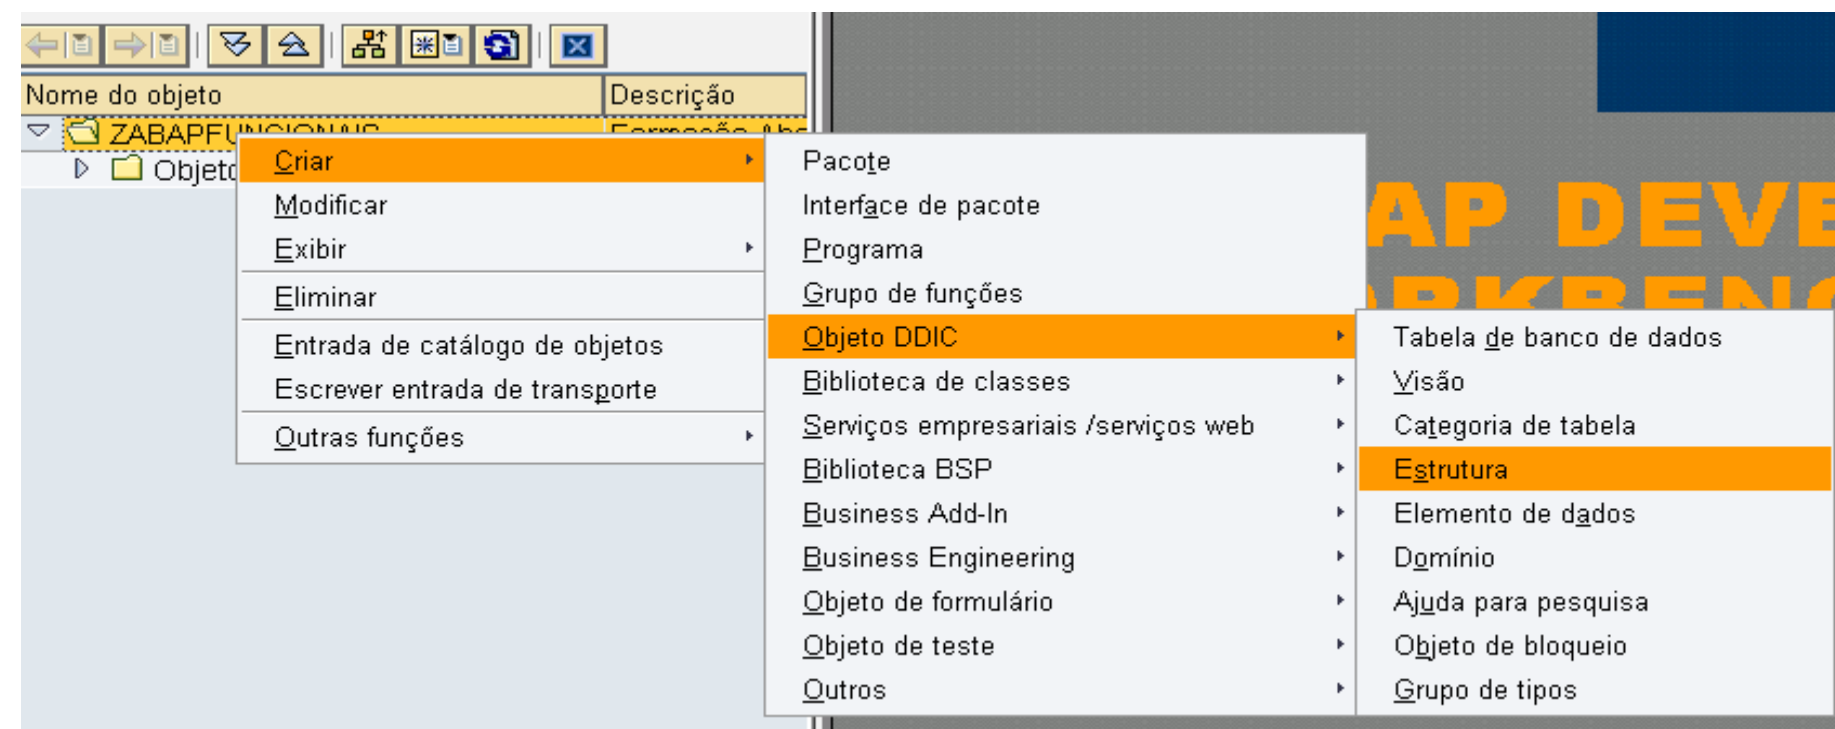 Nome do objeto
Descrição
Objeto
Criar
Modificar
Exibir
Eliminar
Entrada de catálogo de objetos
Escrever entrada de transporte
Outras funções
Pacote
Interface de pacote
Programa
Grupo de funções
Objeto DDIC
Biblioteca de classes
Serviços empresariais /serviços web
Biblioteca BSP
Business Add-In
Business Engineering
Objeto de formulário
Objeto de teste
Outros
Tabela de banco de dados
Visão
Categoria de tabela
Estrutura
Elemento de dados
Domínio
Ajuda para pesquisa
Objeto de bloqueio
Grupo de tipos
AP DEVE